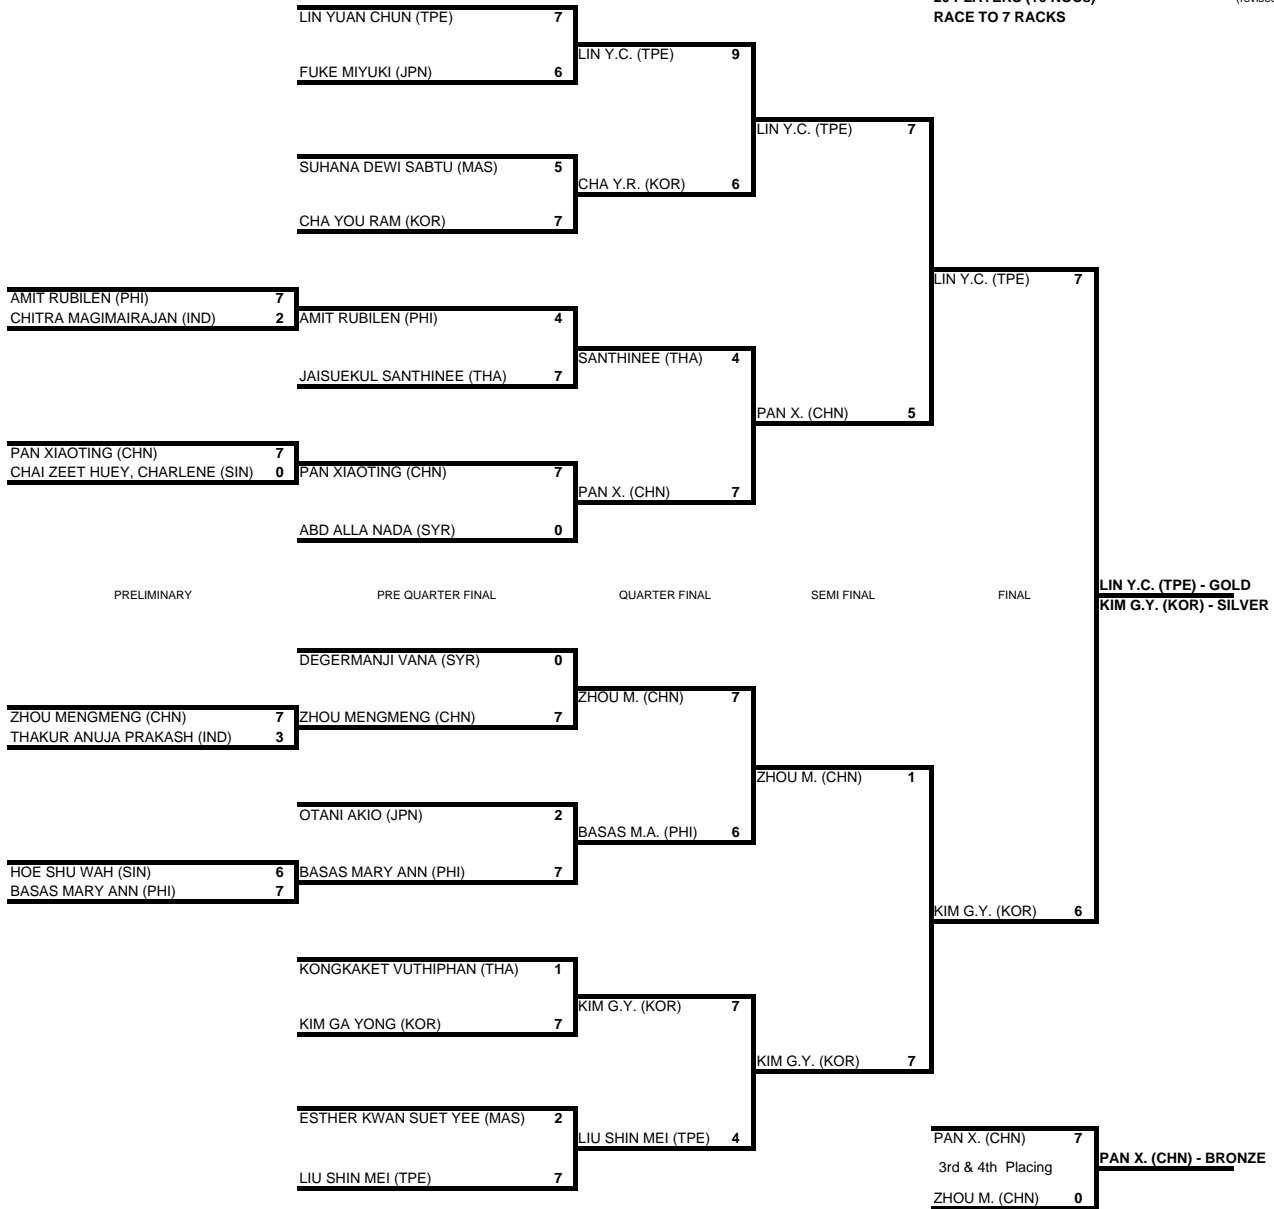 RACE TO 7 RACKS
LIN YUAN CHUN (TPE) 7
FUKE MIYUKI (JPN) 6
LIN Y.C. (TPE) 9
LIN Y.C. (TPE) 7
SUHANA DEWI SABTU (MAS) 5
CHA Y.R. (KOR) 6
CHA YOU RAM (KOR) 7
LIN Y.C. (TPE) 7
AMIT RUBILEN (PHI) 7
CHITRA MAGIMAIRAJAN (IND) 2
AMIT RUBILEN (PHI) 4
SANTHINEE (THA) 4
JAISUEKUL SANTHINEE (THA) 7
PAN X. (CHN) 5
PAN XIAOTING (CHN) 7
CHAI ZEET HUEY, CHARLENE (SIN) 0
PAN XIAOTING (CHN) 7
PAN X. (CHN) 7
ABD ALLA NADA (SYR) 0
PRELIMINARY PRE QUARTER FINAL QUARTER FINAL SEMI FINAL FINAL
LIN Y.C. (TPE) - GOLD
KIM G.Y. (KOR) - SILVER
DEGERMANJI VANA (SYR) 0
ZHOU M. (CHN) 7
ZHOU MENGMENG (CHN) 7
THAKUR ANUJA PRAKASH (IND) 3
ZHOU MENGMENG (CHN) 7
ZHOU M. (CHN) 1
OTANI AKIO (JPN) 2
BASAS M.A. (PHI) 6
HOE SHU WAH (SIN) 6
BASAS MARY ANN (PHI) 7
BASAS MARY ANN (PHI) 7
KIM G.Y. (KOR) 6
KONGKAKET VUTHIPHAN (THA) 1
KIM G.Y. (KOR) 7
KIM GA YONG (KOR) 7
KIM G.Y. (KOR) 7
ESTHER KWAN SUET YEE (MAS) 2
LIU SHIN MEI (TPE) 4
LIU SHIN MEI (TPE) 7
PAN X. (CHN) 7
3rd & 4th Placing
PAN X. (CHN) - BRONZE
ZHOU M. (CHN) 0